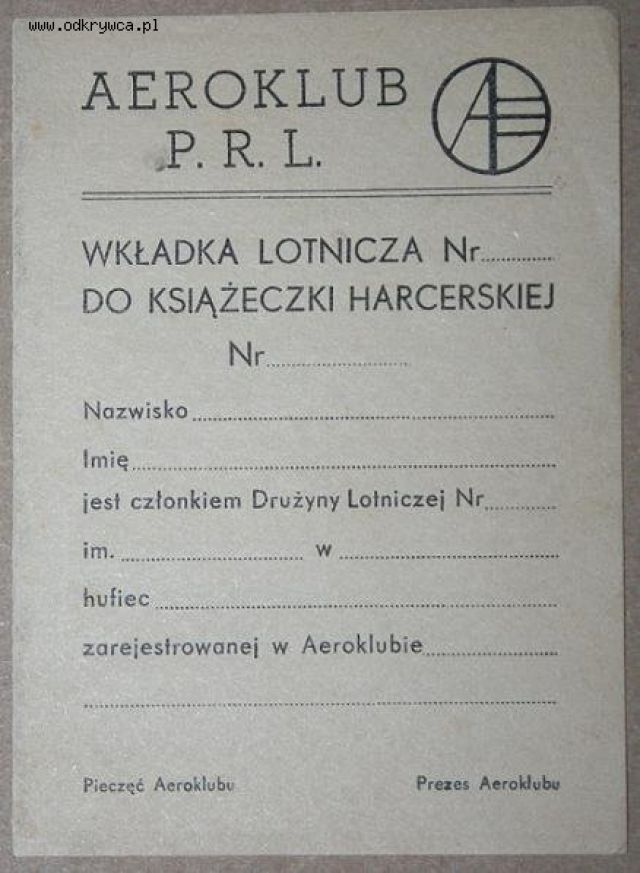 www.odkrywca.pl
AEROKLUB
P. R. L.
WKŁADKA LOTNICZA Nr...............
DO KSIĄŻECZKI HARCERSKIEJ
Nr..............................
Nazwisko..............................
Imię..............................
jest członkiem Drużyny Lotniczej Nr...............
im. .............................. w ..............................
hufiec..............................
zarejestrowanej w Aeroklubie...............
..............................
Pieczęć Aeroklubu Prezes Aeroklubu